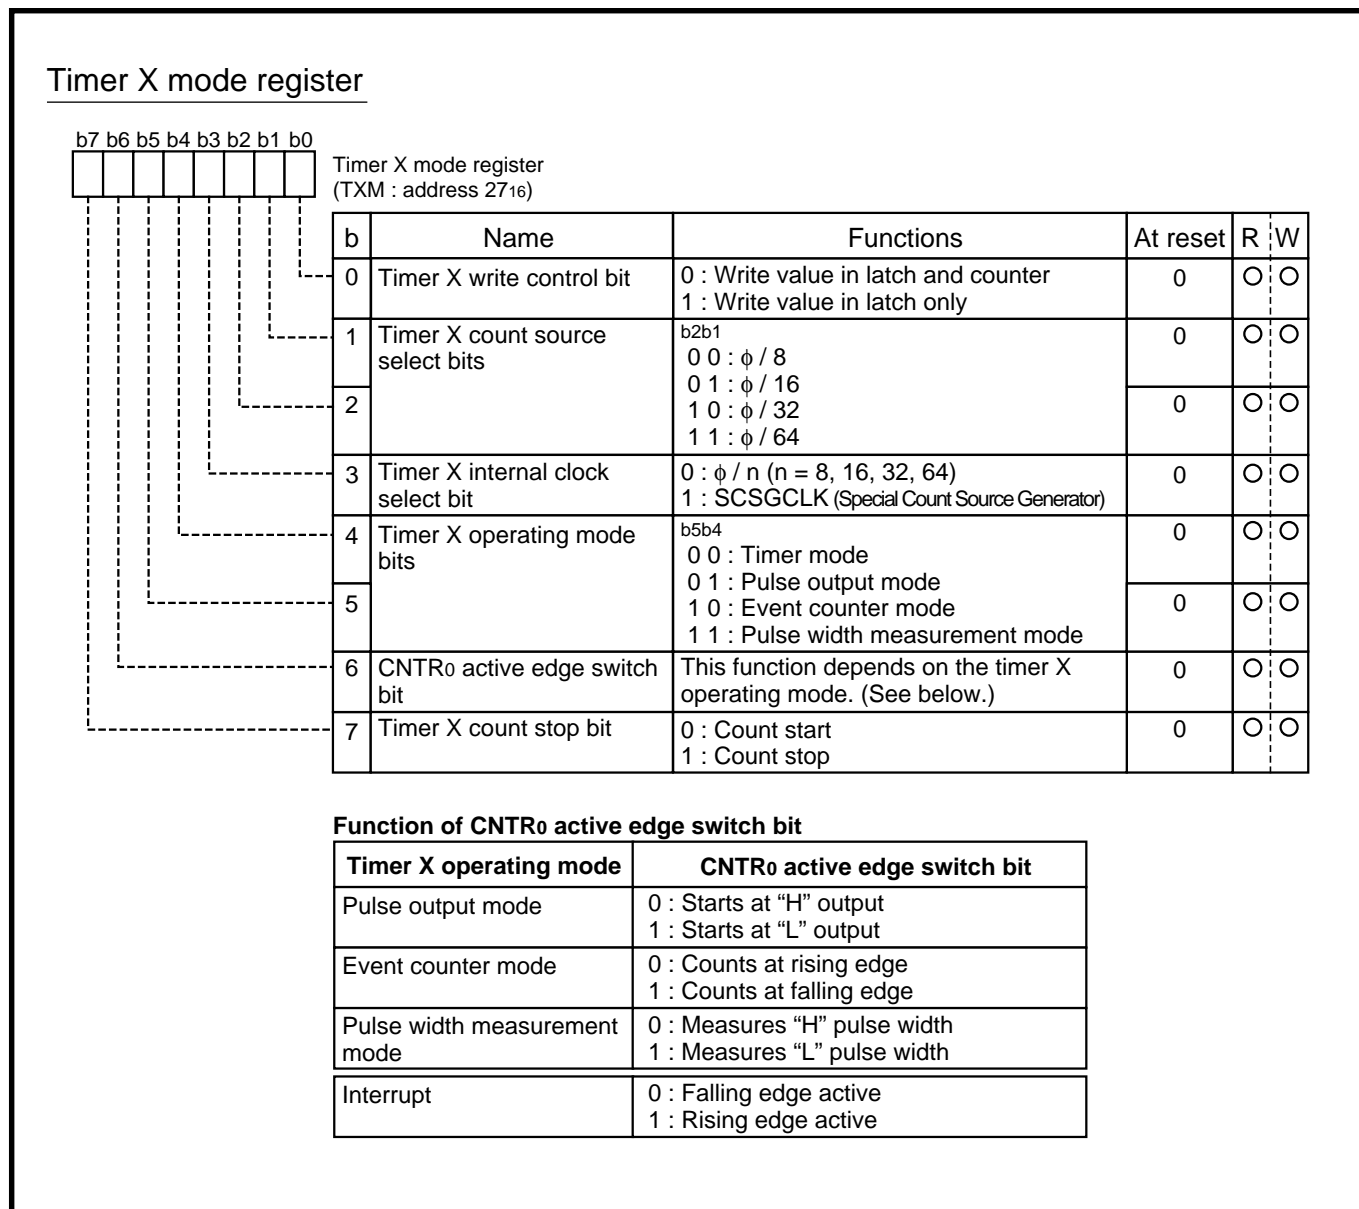 Timer X mode register
b7 b6 b5 b4 b3 b2 b1 b0
Timer X mode register
(TXM : address 2716)
b Name Functions At reset R W
0 Timer X write control bit 0 : Write value in latch and counter 0 O O
1 : Write value in latch only
1 Timer X count source b2b1 0 O O
select bits 0 0 : ϕ / 8
0 1 : ϕ / 16
2 1 0 : ϕ / 32 0 O O
1 1 : ϕ / 64
3 Timer X internal clock 0 : ϕ / n (n = 8, 16, 32, 64) 0 O O
select bit 1 : SCSGCLK (Special Count Source Generator)
4 Timer X operating mode b5b4 0 O O
bits 0 0 : Timer mode
0 1 : Pulse output mode
5 1 0 : Event counter mode 0 O O
1 1 : Pulse width measurement mode
6 CNTR0 active edge switch This function depends on the timer X 0 O O
bit operating mode. (See below.)
7 Timer X count stop bit 0 : Count start 0 O O
1 : Count stop
Function of CNTR0 active edge switch bit
Timer X operating mode CNTR0 active edge switch bit
Pulse output mode 0 : Starts at “H” output
1 : Starts at “L” output
Event counter mode 0 : Counts at rising edge
1 : Counts at falling edge
Pulse width measurement 0 : Measures “H” pulse width
mode 1 : Measures “L” pulse width
Interrupt 0 : Falling edge active
1 : Rising edge active